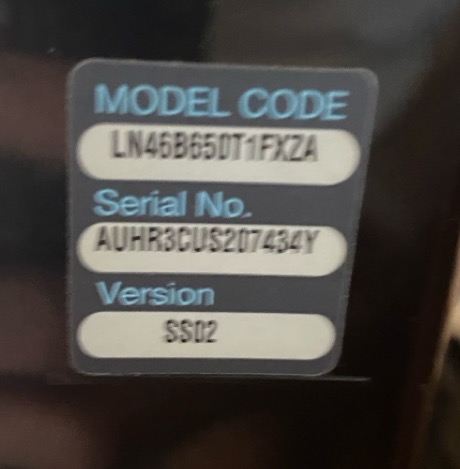 MODEL CODE
LN46B650T1FXZA
Serial No.
AUHR3CUS207434Y
Version
SS02